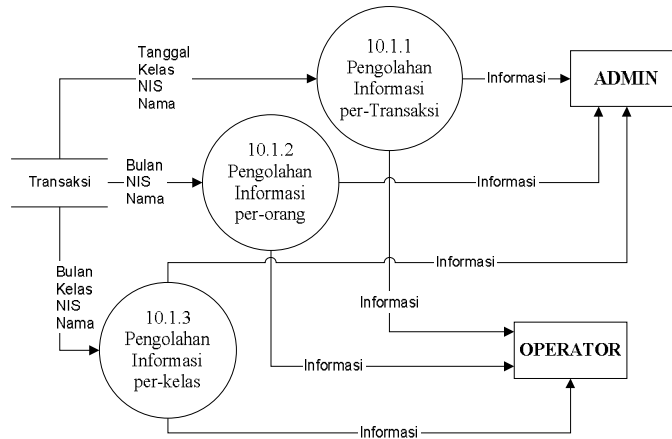 Tanggal
Kelas
NIS
Nama
10.1.1
Pengolahan
Informasi
per-Transaksi
Informasi
ADMIN
Transaksi
Bulan
NIS
Nama
10.1.2
Pengolahan
Informasi
per-orang
Informasi
Bulan
Kelas
NIS
Nama
10.1.3
Pengolahan
Informasi
per-kelas
Informasi
Informasi
OPERATOR
Informasi
Informasi